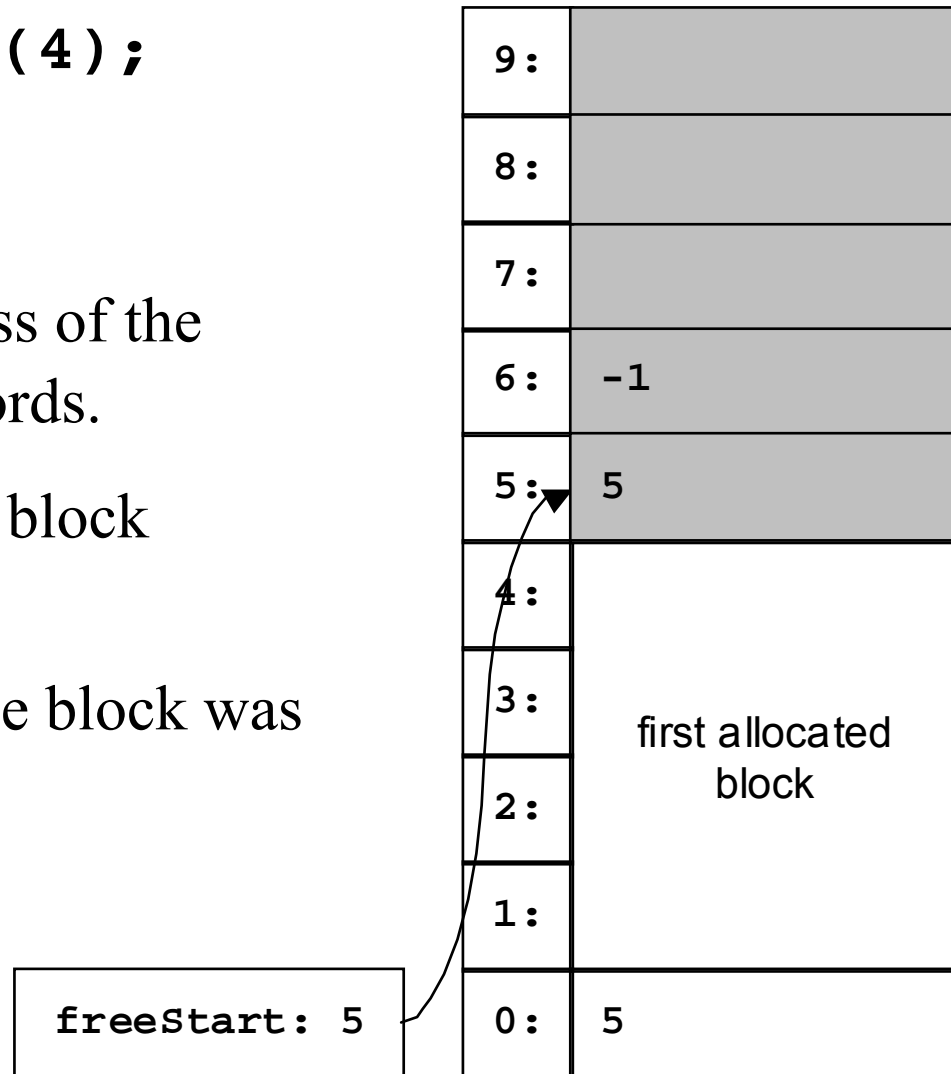 (4);
ss of the
ords.
block
e block was
9:
8:
7:
6: -1
5: 5
4:
3:
first allocated
block
2:
1:
freeStart: 5
0: 5